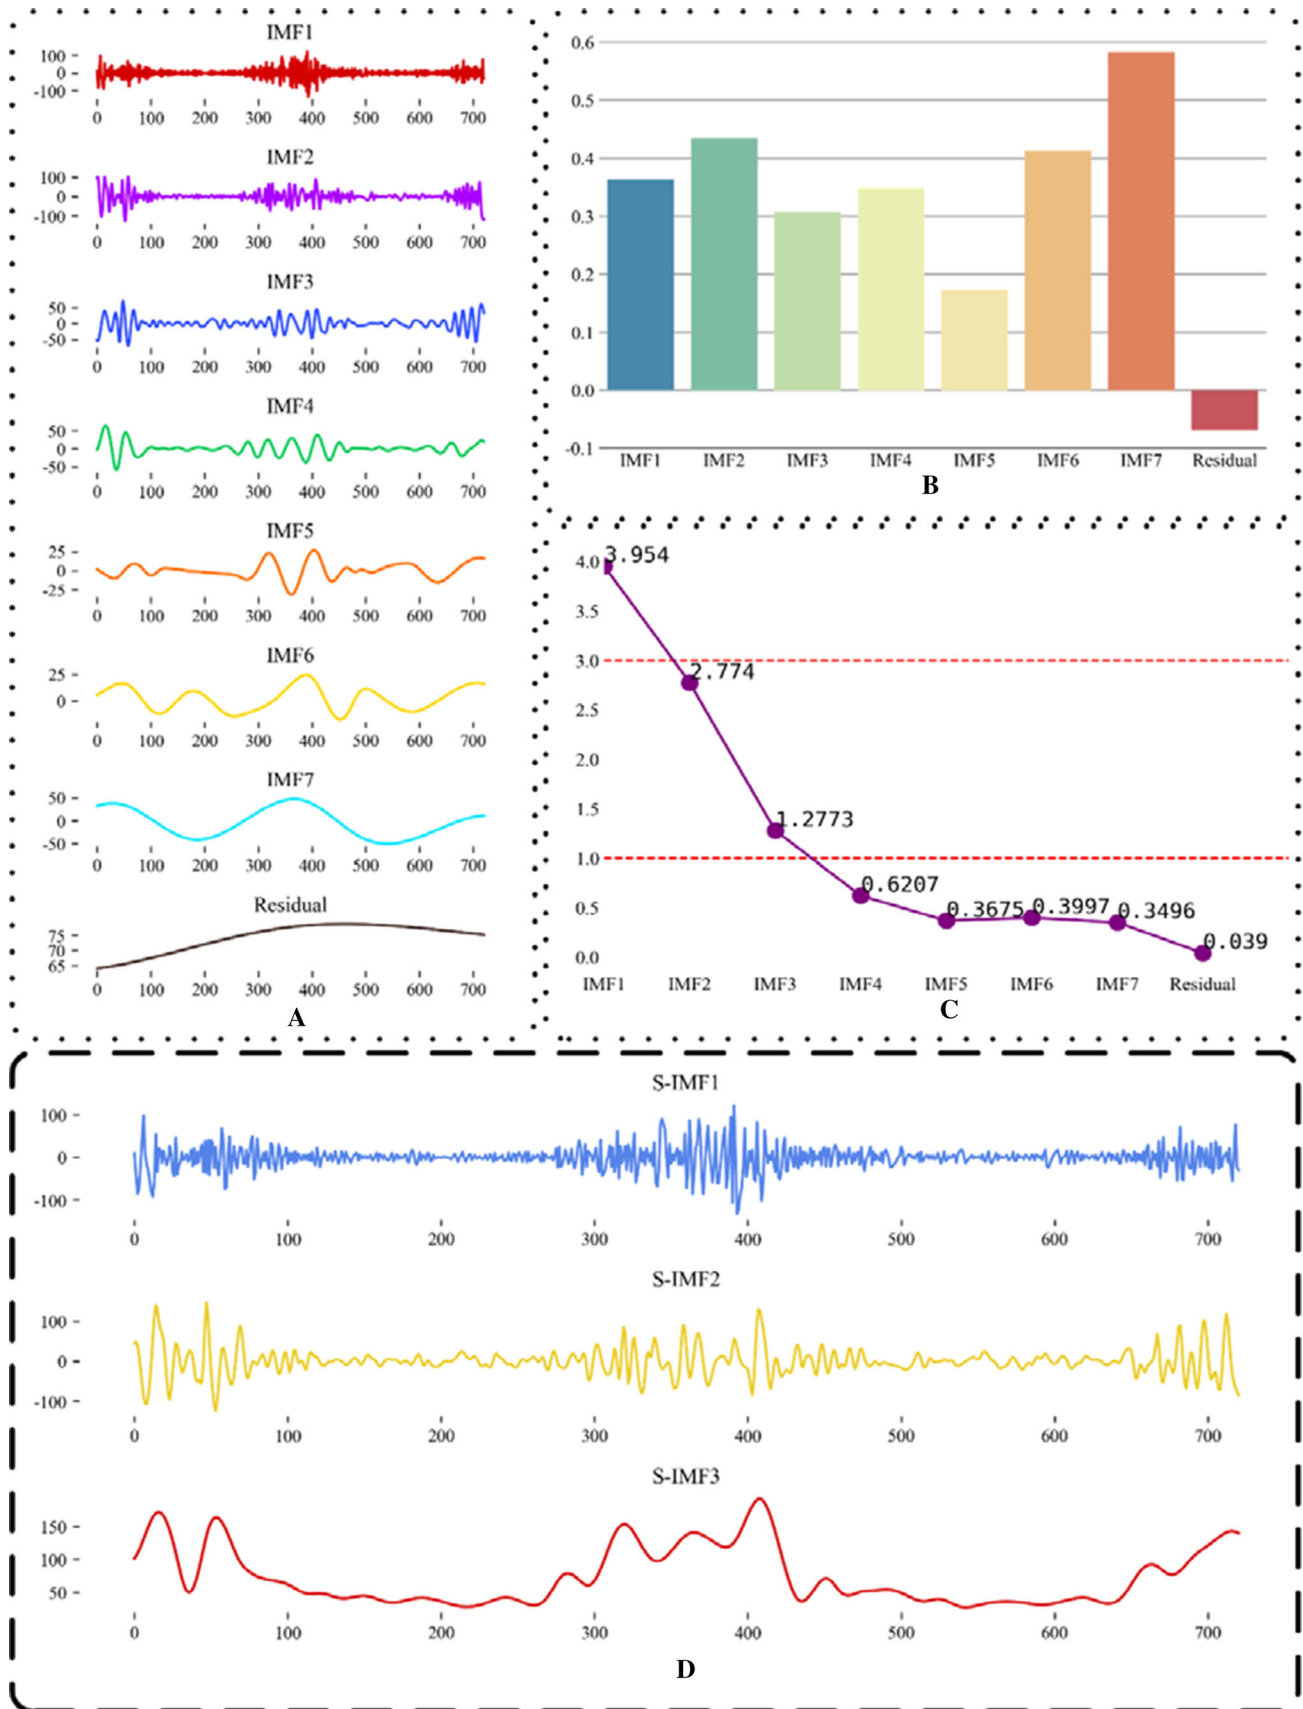 IMF1
100
0
-100
0 100 200 300 400 500 600 700
IMF2
100
0
-100
0 100 200 300 400 500 600 700
IMF3
50
0
-50
0 100 200 300 400 500 600 700
IMF4
50
0
-50
0 100 200 300 400 500 600 700
IMF5
25
0
-25
0 100 200 300 400 500 600 700
IMF6
25
0
0 100 200 300 400 500 600 700
IMF7
50
0
-50
0 100 200 300 400 500 600 700
Residual
75
70
65
0 100 200 300 400 500 600 700
A
0.6
0.5
0.4
0.3
0.2
0.1
0.0
-0.1
IMF1 IMF2 IMF3 IMF4 IMF5 IMF6 IMF7 Residual
B
4.0
3.5
3.0
2.5
2.0
1.5
1.0
0.5
0.0
3.954
2.774
1.2773
0.6207
0.3675 0.3997 0.3496
0.039
IMF1 IMF2 IMF3 IMF4 IMF5 IMF6 IMF7 Residual
C
S-IMF1
100
0
-100
0 100 200 300 400 500 600 700
S-IMF2
100
0
-100
0 100 200 300 400 500 600 700
S-IMF3
150
100
50
0 100 200 300 400 500 600 700
D